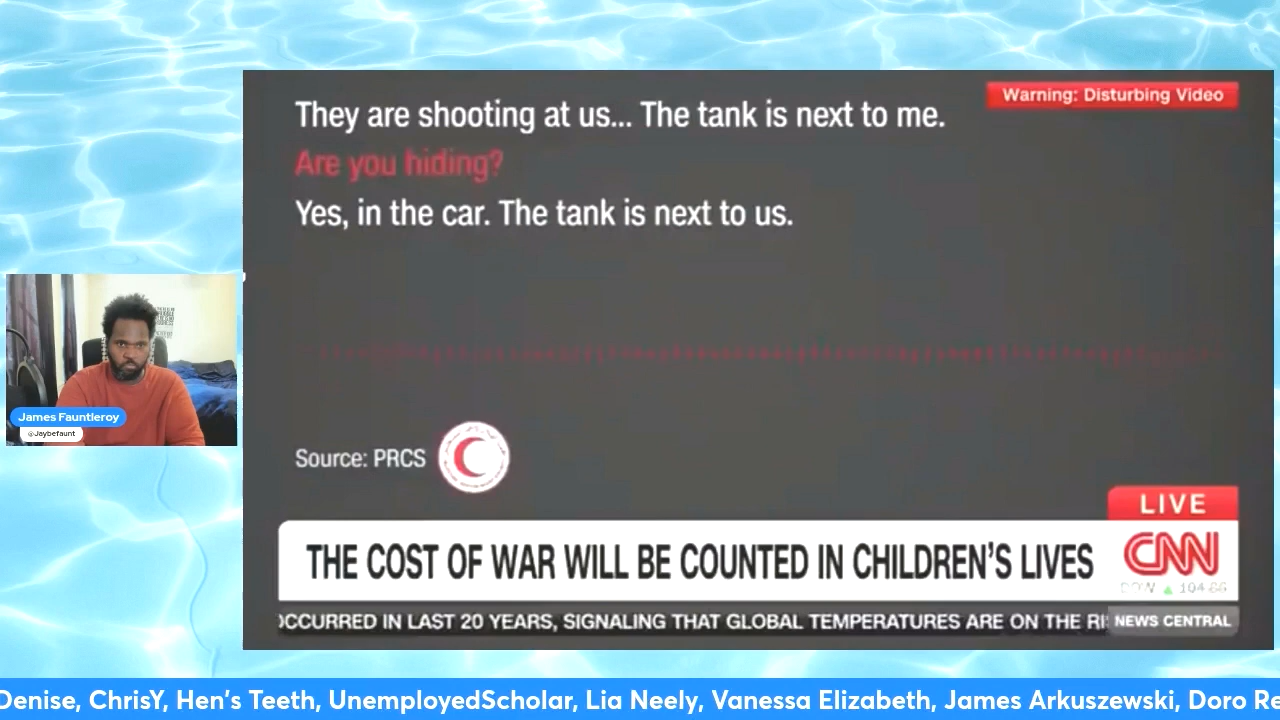 They are shooting at us... The tank is next to me.
Warning: Disturbing Video
Are you hiding?
Yes, in the car. The tank is next to us.
James Fauntleroy
@Jaybefaunt
Source: PRCS
LIVE
THE COST OF WAR WILL BE COUNTED IN CHILDREN'S LIVES
CNN
DOW ▲ 104.66
OCCURRED IN LAST 20 YEARS, SIGNALING THAT GLOBAL TEMPERATURES ARE ON THE RI
NEWS CENTRAL
Denise, ChrisY, Hen's Teeth, UnemployedScholar, Lia Neely, Vanessa Elizabeth, James Arkuszewski, Doro Re